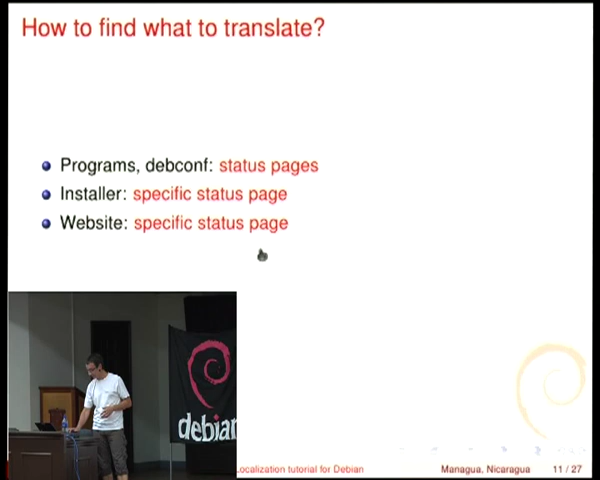 How to find what to translate?
Programs, debconf: status pages
Installer: specific status page
Website: specific status page
debian
ocalization tutorial for Debian
Managua, Nicaragua
11 / 27